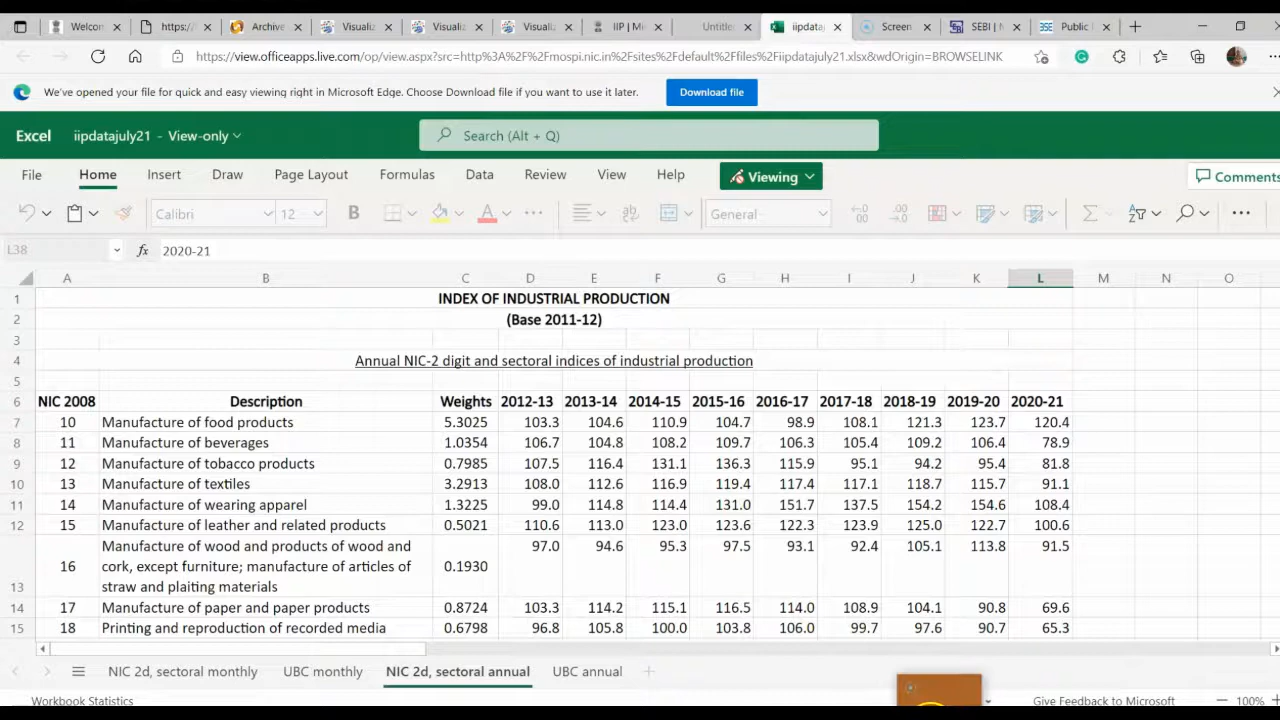 Welcom
https:/
Archive
Visualiz
Visualiz
Visualiz
IIP | Mi
Untitle
iipdataj
Screen
SEBI | N
Public
https://view.officeapps.live.com/op/view.aspx?src=http%3A%2F%2Fmospi.nic.in%2Fsites%2Fdefault%2Ffiles%2Fiipdatajuly21.xlsx&wdOrigin=BROWSELINK
We've opened your file for quick and easy viewing right in Microsoft Edge. Choose Download file if you want to use it later.
Download file
Excel iipdatajuly21 - View-only
Search (Alt + Q)
File Home Insert Draw Page Layout Formulas Data Review View Help Viewing Comments
Calibri 12 B A General
L38 fx 2020-21
A B C D E F G H I J K L M N O
1 INDEX OF INDUSTRIAL PRODUCTION
2 (Base 2011-12)
3
4 Annual NIC-2 digit and sectoral indices of industrial production
5
6 NIC 2008 Description Weights 2012-13 2013-14 2014-15 2015-16 2016-17 2017-18 2018-19 2019-20 2020-21
7 10 Manufacture of food products 5.3025 103.3 104.6 110.9 104.7 98.9 108.1 121.3 123.7 120.4
8 11 Manufacture of beverages 1.0354 106.7 104.8 108.2 109.7 106.3 105.4 109.2 106.4 78.9
9 12 Manufacture of tobacco products 0.7985 107.5 116.4 131.1 136.3 115.9 95.1 94.2 95.4 81.8
10 13 Manufacture of textiles 3.2913 108.0 112.6 116.9 119.4 117.4 117.1 118.7 115.7 91.1
11 14 Manufacture of wearing apparel 1.3225 99.0 114.8 114.4 131.0 151.7 137.5 154.2 154.6 108.4
12 15 Manufacture of leather and related products 0.5021 110.6 113.0 123.0 123.6 122.3 123.9 125.0 122.7 100.6
Manufacture of wood and products of wood and 97.0 94.6 95.3 97.5 93.1 92.4 105.1 113.8 91.5
16 cork, except furniture; manufacture of articles of 0.1930
13 straw and plaiting materials
14 17 Manufacture of paper and paper products 0.8724 103.3 114.2 115.1 116.5 114.0 108.9 104.1 90.8 69.6
15 18 Printing and reproduction of recorded media 0.6798 96.8 105.8 100.0 103.8 106.0 99.7 97.6 90.7 65.3
NIC 2d, sectoral monthly UBC monthly NIC 2d, sectoral annual UBC annual
Workbook Statistics Give Feedback to Microsoft 100%